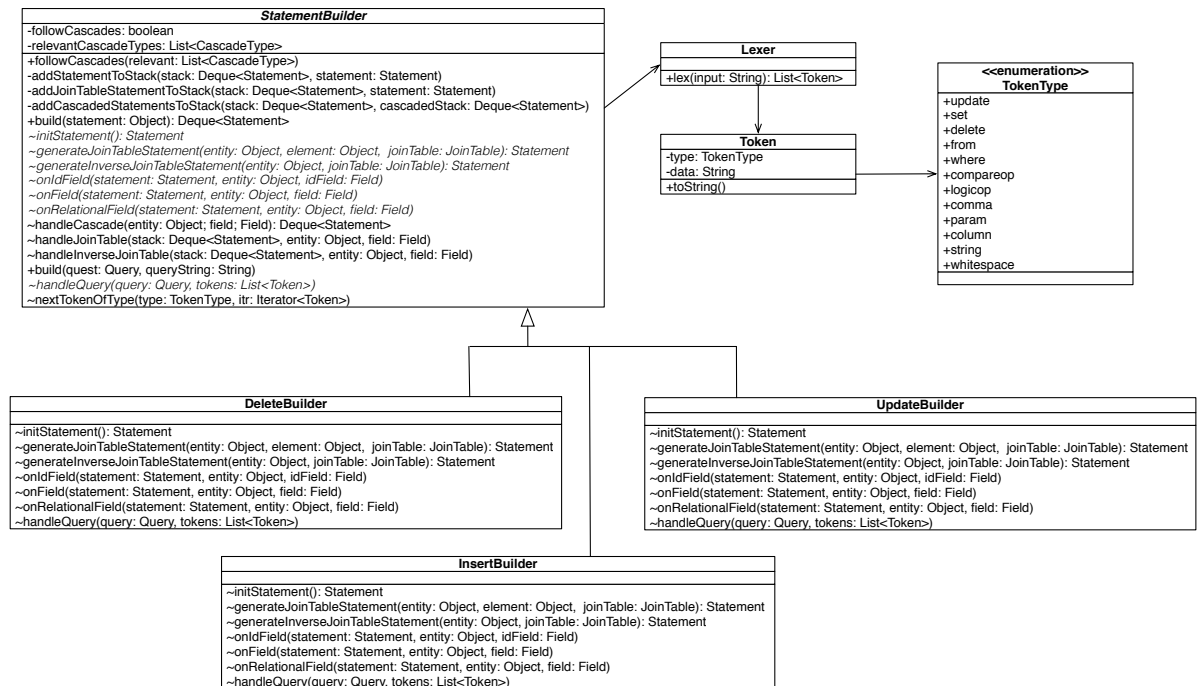 StatementBuilder
-followCascades: boolean
-relevantCascadeTypes: List<CascadeType>
+followCascades(relevant: List<CascadeType>)
-addStatementToStack(stack: Deque<Statement>, statement: Statement)
-addJoinTableStatementToStack(stack: Deque<Statement>, statement: Statement)
-addCascadedStatementsToStack(stack: Deque<Statement>, cascadedStack: Deque<Statement>)
+build(statement: Object): Deque<Statement>
~initStatement(): Statement
~generateJoinTableStatement(entity: Object, element: Object, joinTable: JoinTable): Statement
~generateInverseJoinTableStatement(entity: Object, joinTable: JoinTable): Statement
~onIdField(statement: Statement, entity: Object, idField: Field)
~onField(statement: Statement, entity: Object, field: Field)
~onRelationalField(statement: Statement, entity: Object, field: Field)
~handleCascade(entity: Object; field; Field): Deque<Statement>
~handleJoinTable(stack: Deque<Statement>, entity: Object, field: Field)
~handleInverseJoinTable(stack: Deque<Statement>, entity: Object, field: Field)
+build(quest: Query, queryString: String)
~handleQuery(query: Query, tokens: List<Token>)
~nextTokenOfType(type: TokenType, itr: Iterator<Token>)
Lexer
+lex(input: String): List<Token>
Token
-type: TokenType
-data: String
+toString()
<<enumeration>>
TokenType
+update
+set
+delete
+from
+where
+compareop
+logicop
+comma
+param
+column
+string
+whitespace
DeleteBuilder
~initStatement(): Statement
~generateJoinTableStatement(entity: Object, element: Object, joinTable: JoinTable): Statement
~generateInverseJoinTableStatement(entity: Object, joinTable: JoinTable): Statement
~onIdField(statement: Statement, entity: Object, idField: Field)
~onField(statement: Statement, entity: Object, field: Field)
~onRelationalField(statement: Statement, entity: Object, field: Field)
~handleQuery(query: Query, tokens: List<Token>)
UpdateBuilder
~initStatement(): Statement
~generateJoinTableStatement(entity: Object, element: Object, joinTable: JoinTable): Statement
~generateInverseJoinTableStatement(entity: Object, joinTable: JoinTable): Statement
~onIdField(statement: Statement, entity: Object, idField: Field)
~onField(statement: Statement, entity: Object, field: Field)
~onRelationalField(statement: Statement, entity: Object, field: Field)
~handleQuery(query: Query, tokens: List<Token>)
InsertBuilder
~initStatement(): Statement
~generateJoinTableStatement(entity: Object, element: Object, joinTable: JoinTable): Statement
~generateInverseJoinTableStatement(entity: Object, joinTable: JoinTable): Statement
~onIdField(statement: Statement, entity: Object, idField: Field)
~onField(statement: Statement, entity: Object, field: Field)
~onRelationalField(statement: Statement, entity: Object, field: Field)
~handleQuery(query: Query, tokens: List<Token>)